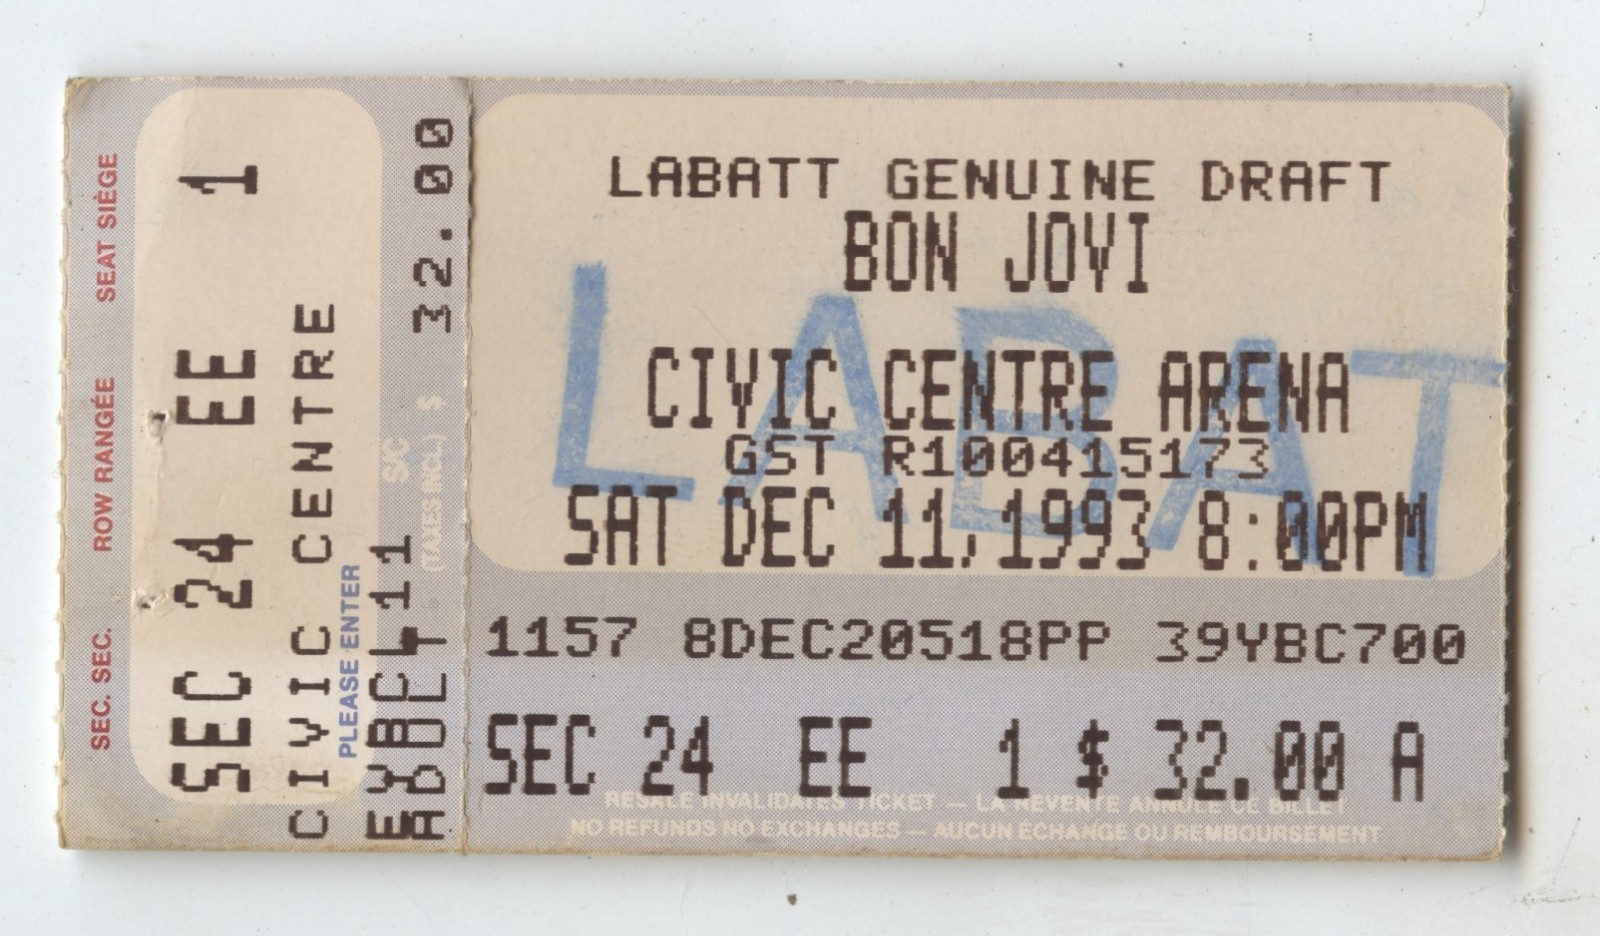 SEC. SEC. ROW RANGÉE SEAT SIÈGE
SEC 24 EE 1
CIVIC CENTRE
PLEASE ENTER
EYBC411
ADULT 32.00
(TAXES INCL.) $
LABATT GENUINE DRAFT
BON JOVI
LABAT
CIVIC CENTRE ARENA
GST R100415173
SAT DEC 11,1993 8:00PM
1157 8DEC20518PP 39YBC700
SEC 24 EE 1 $ 32.00 A
RESALE INVALIDATES TICKET — LA REVENTE ANNULE CE BILLET
NO REFUNDS NO EXCHANGES — AUCUN ÉCHANGE OU REMBOURSEMENT